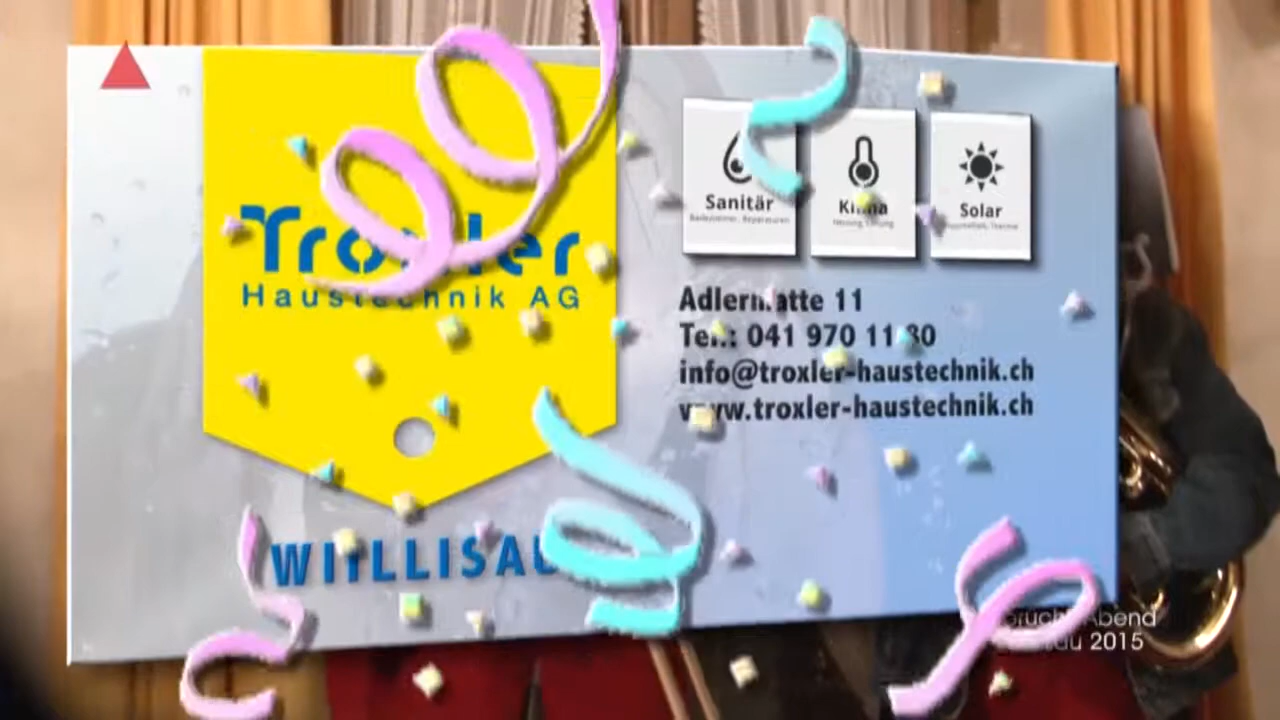 Troxler
Haustechnik AG
WILLISAU
Sanitär
Klima
Solar
Adlermatte 11
Tel.: 041 970 11 30
info@troxler-haustechnik.ch
www.troxler-haustechnik.ch
Abend
2015